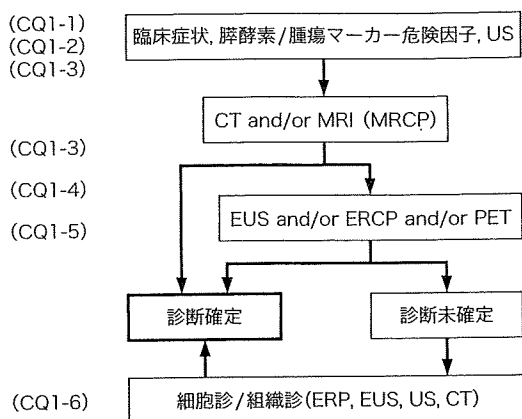 (CQ1-1)
(CQ1-2)
(CQ1-3)
臨床症状, 膵酵素/腫瘍マーカー危険因子, US
CT and/or MRI (MRCP)
(CQ1-3)
(CQ1-4)
(CQ1-5)
EUS and/or ERCP and/or PET
診断確定
診断未確定
(CQ1-6)
細胞診/組織診(ERP, EUS, US, CT)